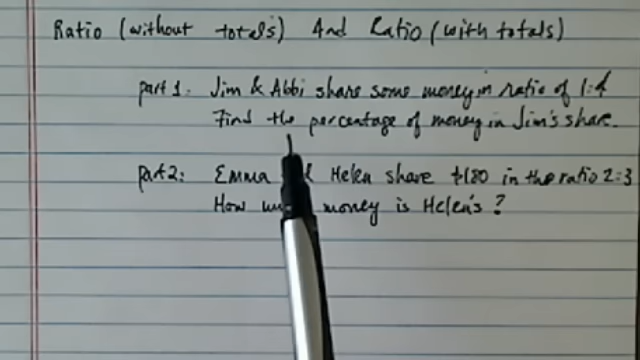 Ratio (without totals) And Ratio (with totals)
part 1. Jim & Abbi share some money in ratio of 1:4
Find the percentage of money in Jim's share.
part 2: Emma Helen share 180 in the ratio 2:3
How money is Helen's?